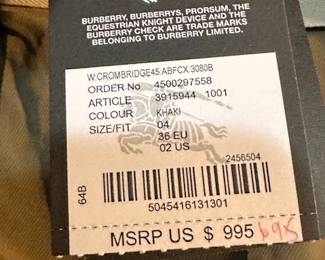 BURBERRY, BURBERRYS, PRORSUM, THE
EQUESTRIAN KNIGHT DEVICE AND THE
BURBERRY CHECK ARE TRADE MARKS
BELONGING TO BURBERRY LIMITED.
W:CROMBRIDGE45:ABFCX:3080B
ORDER No 4500297558
ARTICLE 3915944 1001
COLOUR KHAKI
SIZE/FIT 04
36 EU
02 US
2456504
64B
5045416131301
MSRP US $ 995 695